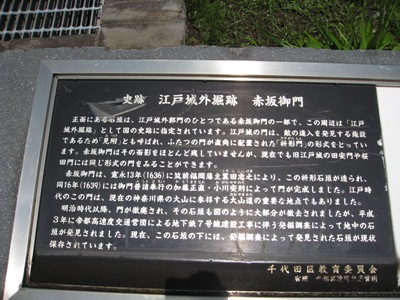 史跡 江戸城外堀跡 赤坂御門
正面にある石垣は、江戸城外郭門のひとつである赤坂御門の一部で、この周辺は「江戸
城外堀跡」として国の史跡に指定されています。江戸城の門は、敵の進入を発見する施設
であるため「見附」とも呼ばれ、ふたつの門が直角に配置された「枡形門」の形式をとってい
ます。赤坂御門はその面影をほとんど残していませんが、現在でも旧江戸城の田安門や桜
田門には同じ形式の門をみることができます。
赤坂御門は、寛永13年(1636)に筑前福岡藩主黒田忠之により、この枡形石垣が造られ、
同16年(1639)には御門普請奉行の加藤正直・小川安則によって門が完成しました。江戸時
代のこの門は、現在の神奈川県の大山に参拝する大山道の重要な地点でもありました。
明治時代以降、門が撤廃され、その石垣も図のように大部分が撤去されましたが、平成
3年に帝都高速度交通営団による地下鉄7号線建設工事に伴う発掘調査によって地中の石
垣が発見されました。現在、この石垣の下には、発掘調査によって発見された石垣が現状
保存されています。
千代田区教育委員会